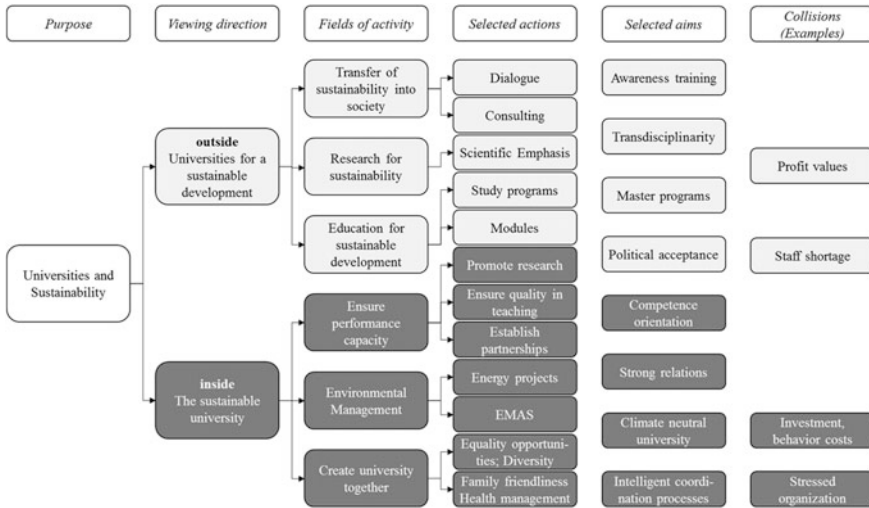 Purpose
Viewing direction
Fields of activity
Selected actions
Selected aims
Collisions
(Examples)
Universities and
Sustainability
outside
Universities for a
sustainable
development
inside
The sustainable
university
Transfer of
sustainability into
society
Research for
sustainability
Education for
sustainable
development
Ensure
performance
capacity
Environmental
Management
Create university
together
Dialogue
Consulting
Scientific Emphasis
Study programs
Modules
Promote research
Ensure quality in
teaching
Establish
partnerships
Energy projects
EMAS
Equality opportuni-
ties; Diversity
Family friendliness
Health management
Awareness training
Transdisciplinarity
Master programs
Political acceptance
Competence
orientation
Strong relations
Climate neutral
university
Intelligent coordi-
nation processes
Profit values
Staff shortage
Investment,
behavior costs
Stressed
organization